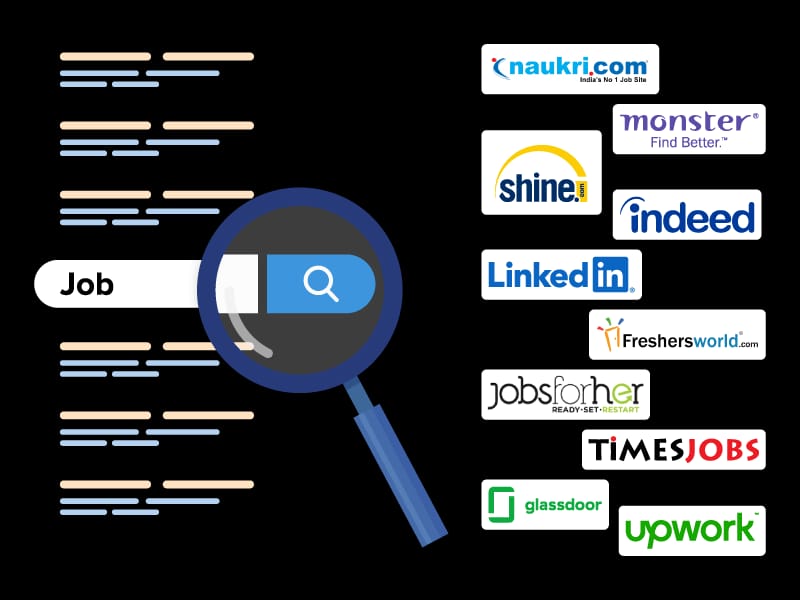 Job
naukri.com
India's No 1 Job Site
monster®
Find Better.™
shine.com
indeed
Linkedin®
Freshersworld.com®
jobsforher
READY•SET•RESTART
TIMESJOBS
glassdoor
upwork™